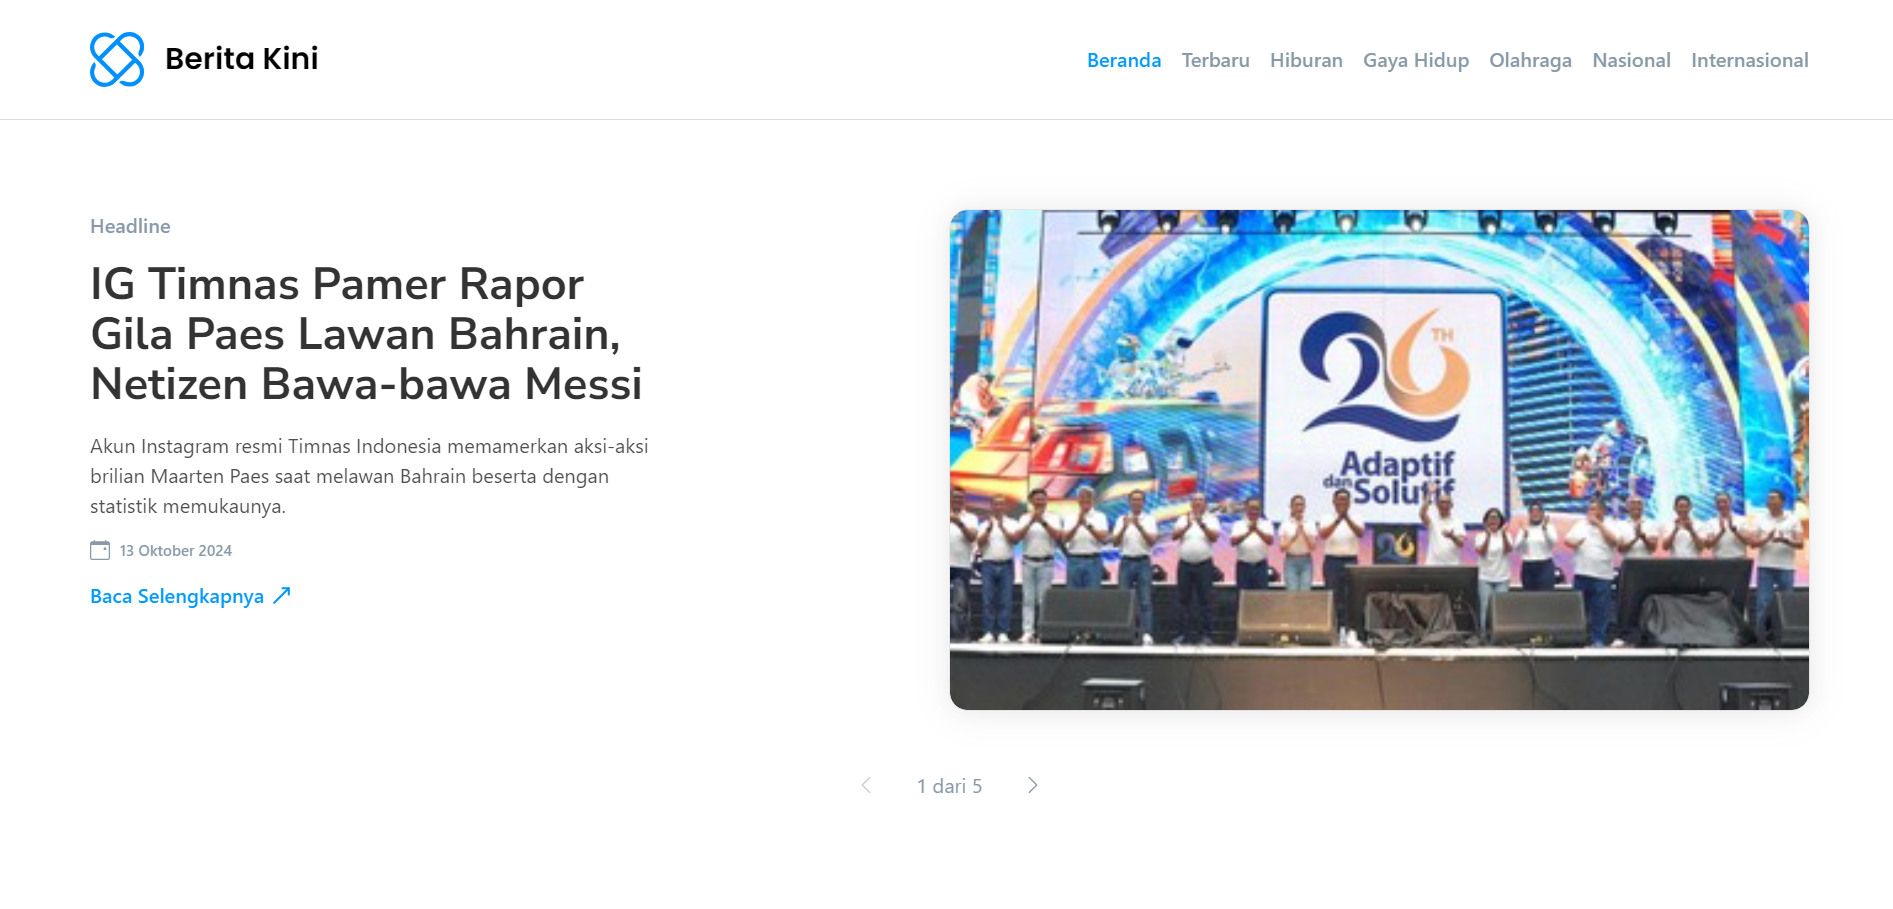 Berita Kini
Beranda Terbaru Hiburan Gaya Hidup Olahraga Nasional Internasional
Headline
IG Timnas Pamer Rapor
Gila Paes Lawan Bahrain,
Netizen Bawa-bawa Messi
Akun Instagram resmi Timnas Indonesia memamerkan aksi-aksi
brilian Maarten Paes saat melawan Bahrain beserta dengan
statistik memukaunya.
13 Oktober 2024
Baca Selengkapnya
26 TH
Adaptif
dan Solutif
26
1 dari 5